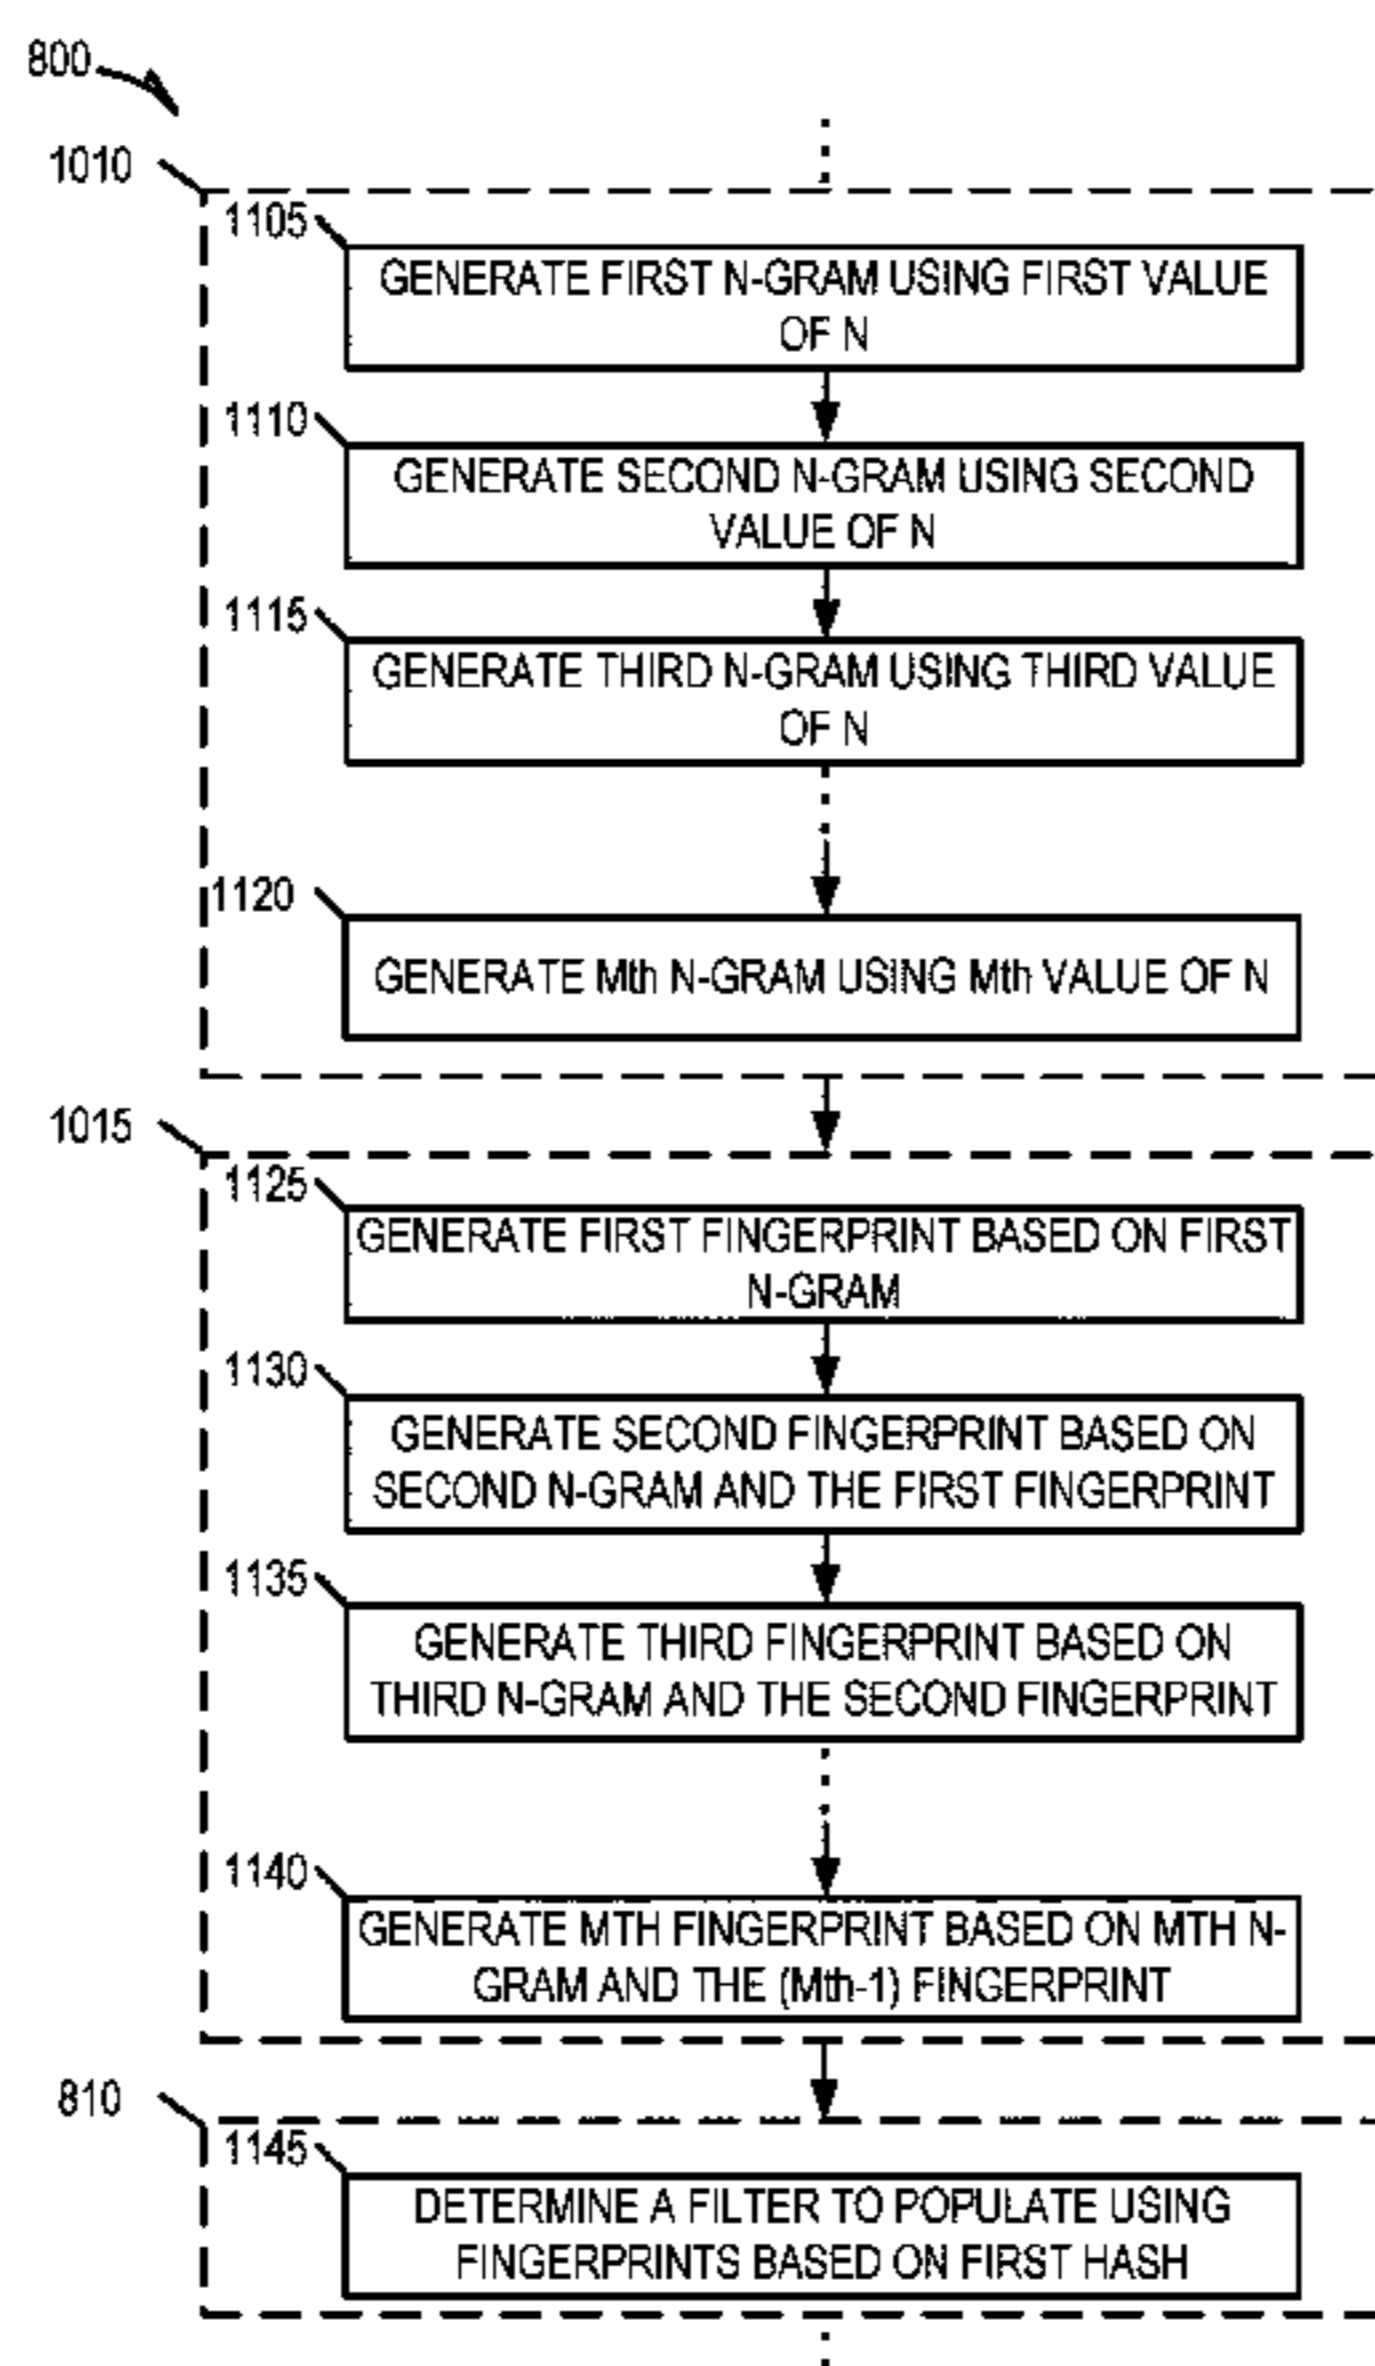 800
1010
1105
GENERATE FIRST N-GRAM USING FIRST VALUE
OF N
1110
GENERATE SECOND N-GRAM USING SECOND
VALUE OF N
1115
GENERATE THIRD N-GRAM USING THIRD VALUE
OF N
1120
GENERATE Mth N-GRAM USING Mth VALUE OF N
1015
1125
GENERATE FIRST FINGERPRINT BASED ON FIRST
N-GRAM
1130
GENERATE SECOND FINGERPRINT BASED ON
SECOND N-GRAM AND THE FIRST FINGERPRINT
1135
GENERATE THIRD FINGERPRINT BASED ON
THIRD N-GRAM AND THE SECOND FINGERPRINT
1140
GENERATE MTH FINGERPRINT BASED ON MTH N-
GRAM AND THE (Mth-1) FINGERPRINT
810
1145
DETERMINE A FILTER TO POPULATE USING
FINGERPRINTS BASED ON FIRST HASH